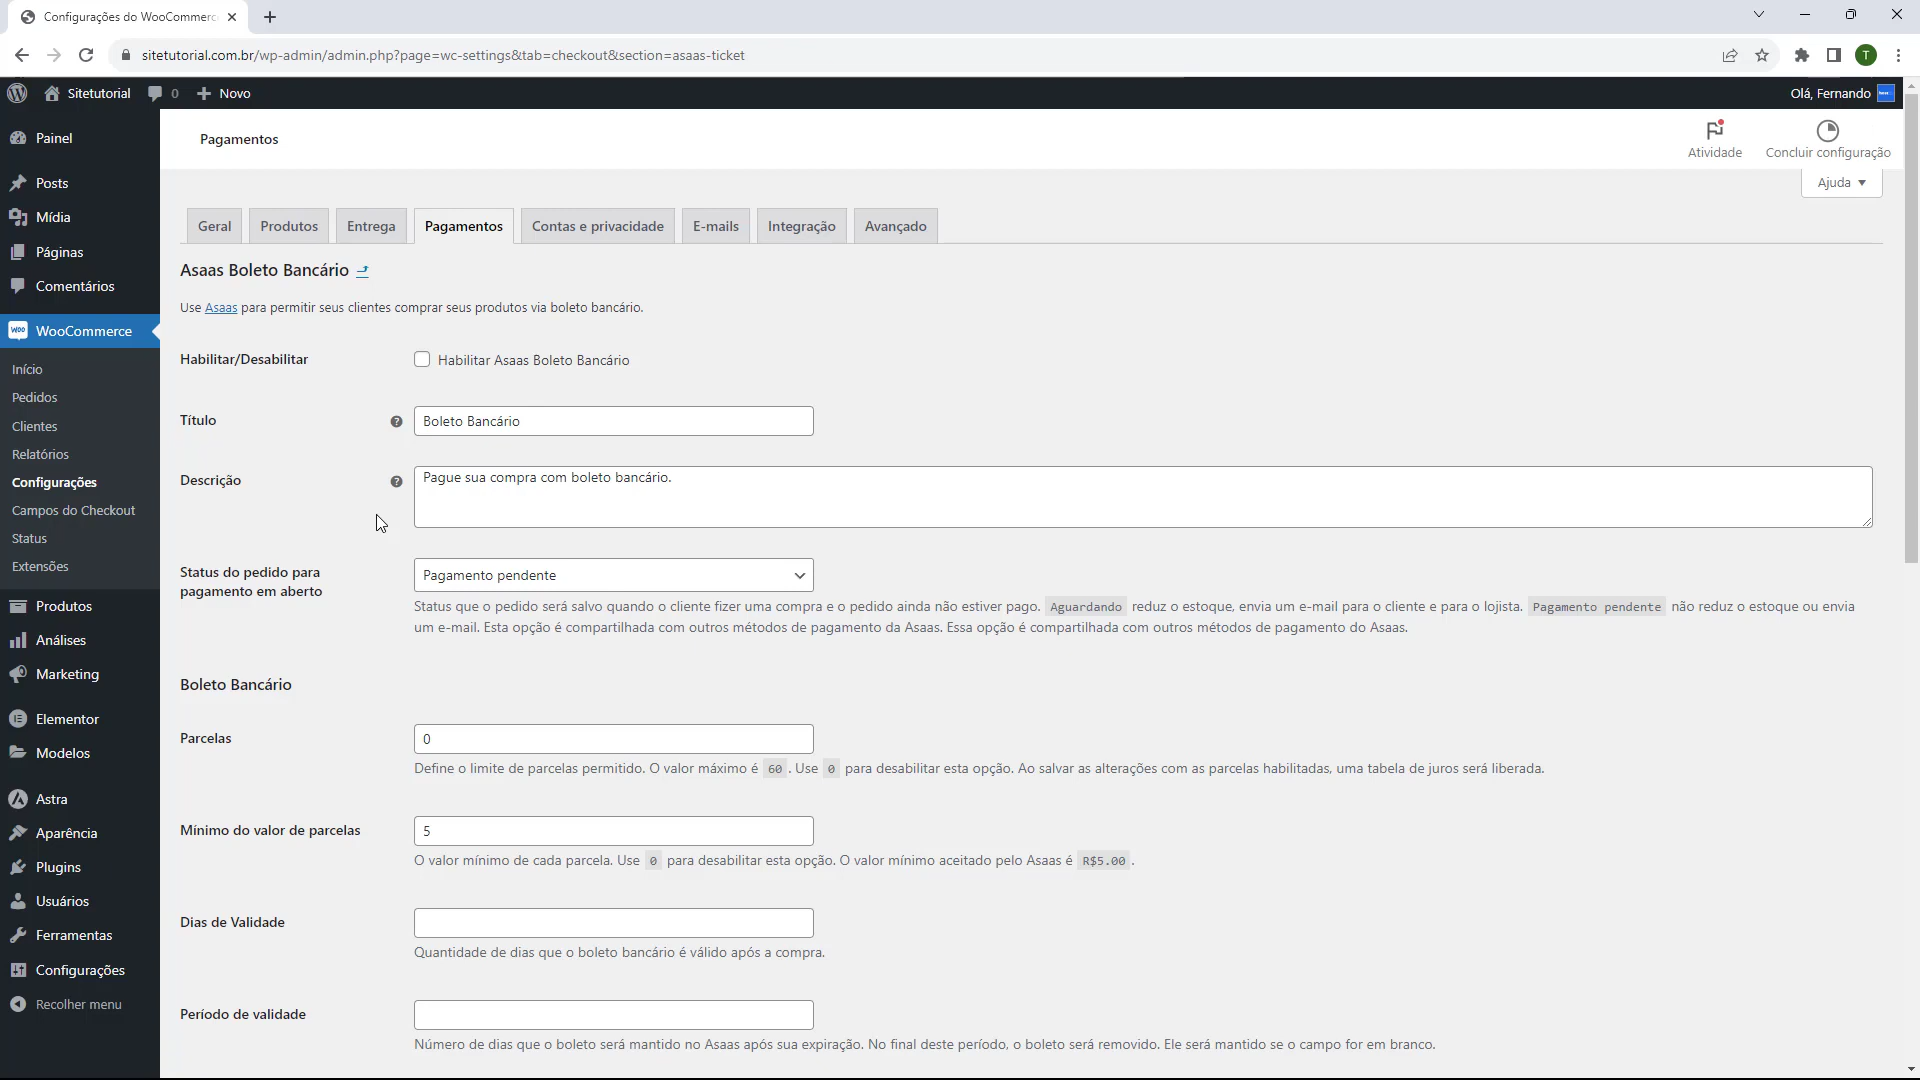 Configurações do WooCommerc
sitetutorial.com.br/wp-admin/admin.php?page=wc-settings&tab=checkout&section=asaas-ticket
T
Sitetutorial
0
Novo
Olá, Fernando
Painel
Posts
Mídia
Páginas
Comentários
WooCommerce
Início
Pedidos
Clientes
Relatórios
Configurações
Campos do Checkout
Status
Extensões
Produtos
Análises
Marketing
Elementor
Modelos
Astra
Aparência
Plugins
Usuários
Ferramentas
Configurações
Recolher menu
Pagamentos
Atividade
Concluir configuração
Ajuda
Geral Produtos Entrega Pagamentos Contas e privacidade E-mails Integração Avançado
Asaas Boleto Bancário
Use Asaas para permitir seus clientes comprar seus produtos via boleto bancário.
Habilitar/Desabilitar
Habilitar Asaas Boleto Bancário
Título
Boleto Bancário
Descrição
Pague sua compra com boleto bancário.
Status do pedido para
pagamento em aberto
Pagamento pendente
Status que o pedido será salvo quando o cliente fizer uma compra e o pedido ainda não estiver pago. Aguardando reduz o estoque, envia um e-mail para o cliente e para o lojista. Pagamento pendente não reduz o estoque ou envia
um e-mail. Esta opção é compartilhada com outros métodos de pagamento da Asaas. Essa opção é compartilhada com outros métodos de pagamento do Asaas.
Boleto Bancário
Parcelas
0
Define o limite de parcelas permitido. O valor máximo é 60. Use 0 para desabilitar esta opção. Ao salvar as alterações com as parcelas habilitadas, uma tabela de juros será liberada.
Mínimo do valor de parcelas
5
O valor mínimo de cada parcela. Use 0 para desabilitar esta opção. O valor mínimo aceitado pelo Asaas é R$5.00.
Dias de Validade
Quantidade de dias que o boleto bancário é válido após a compra.
Período de validade
Número de dias que o boleto será mantido no Asaas após sua expiração. No final deste período, o boleto será removido. Ele será mantido se o campo for em branco.